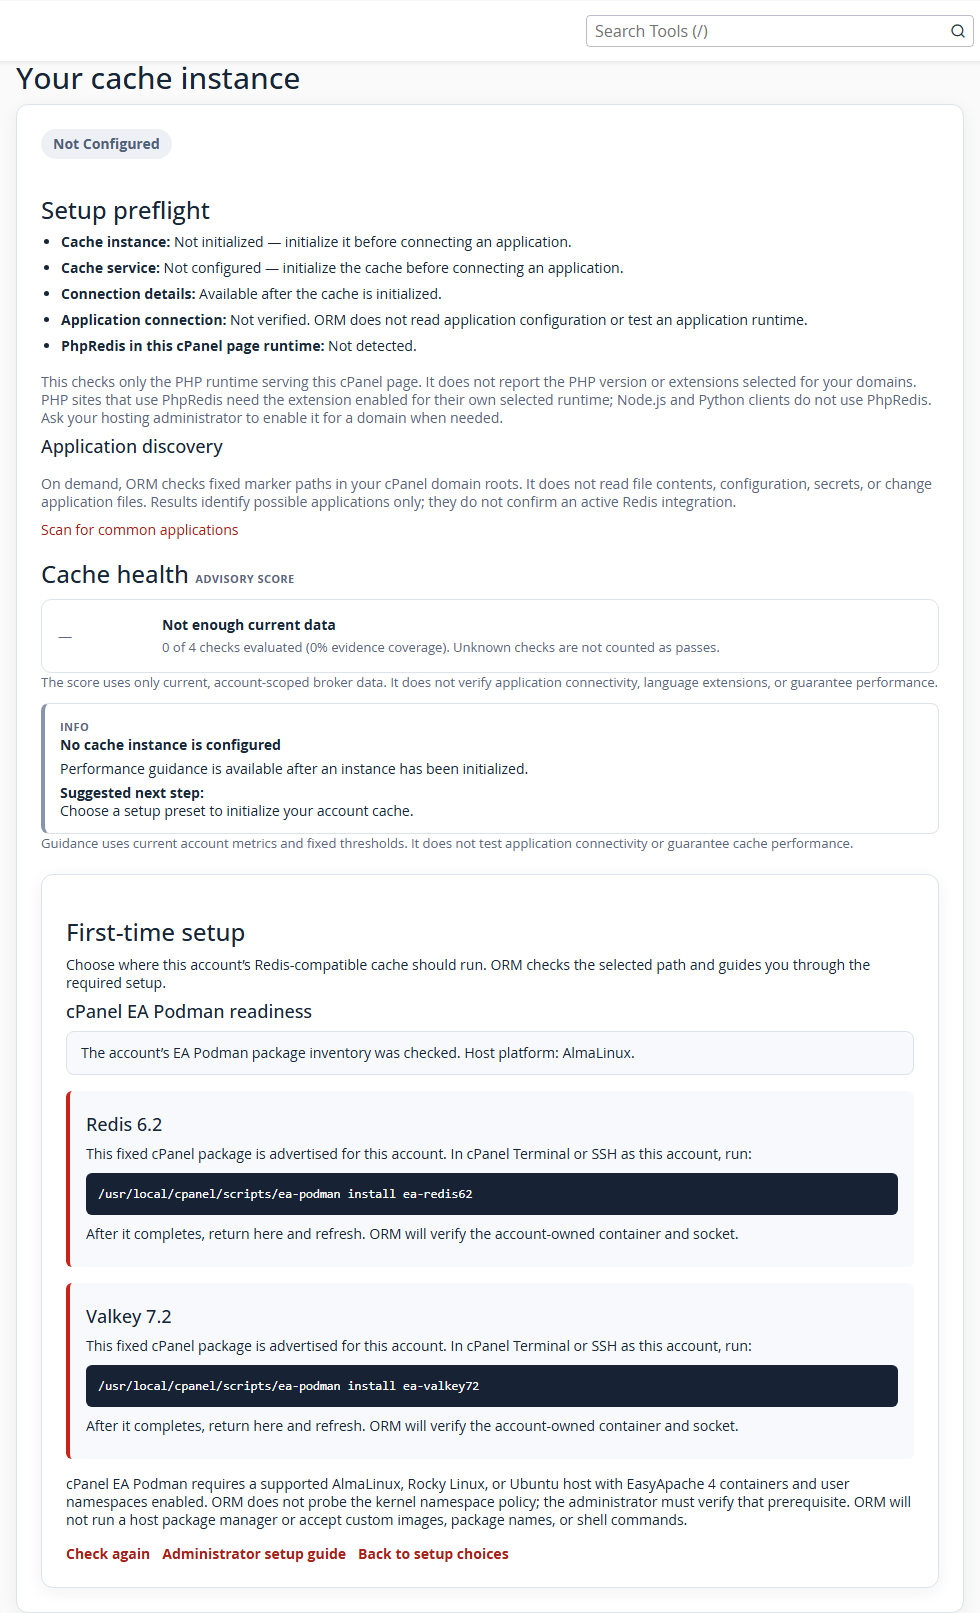 Search Tools (/)
Your cache instance
Not Configured
Setup preflight
• Cache instance: Not initialized — initialize it before connecting an application.
• Cache service: Not configured — initialize the cache before connecting an application.
• Connection details: Available after the cache is initialized.
• Application connection: Not verified. ORM does not read application configuration or test an application runtime.
• PhpRedis in this cPanel page runtime: Not detected.
This checks only the PHP runtime serving this cPanel page. It does not report the PHP version or extensions selected for your domains.
PHP sites that use PhpRedis need the extension enabled for their own selected runtime; Node.js and Python clients do not use PhpRedis.
Ask your hosting administrator to enable it for a domain when needed.
Application discovery
On demand, ORM checks fixed marker paths in your cPanel domain roots. It does not read file contents, configuration, secrets, or change
application files. Results identify possible applications only; they do not confirm an active Redis integration.
Scan for common applications
Cache health ADVISORY SCORE
—
Not enough current data
0 of 4 checks evaluated (0% evidence coverage). Unknown checks are not counted as passes.
The score uses only current, account-scoped broker data. It does not verify application connectivity, language extensions, or guarantee performance.
INFO
No cache instance is configured
Performance guidance is available after an instance has been initialized.
Suggested next step:
Choose a setup preset to initialize your account cache.
Guidance uses current account metrics and fixed thresholds. It does not test application connectivity or guarantee cache performance.
First-time setup
Choose where this account’s Redis-compatible cache should run. ORM checks the selected path and guides you through the
required setup.
cPanel EA Podman readiness
The account’s EA Podman package inventory was checked. Host platform: AlmaLinux.
Redis 6.2
This fixed cPanel package is advertised for this account. In cPanel Terminal or SSH as this account, run:
/usr/local/cpanel/scripts/ea-podman install ea-redis62
After it completes, return here and refresh. ORM will verify the account-owned container and socket.
Valkey 7.2
This fixed cPanel package is advertised for this account. In cPanel Terminal or SSH as this account, run:
/usr/local/cpanel/scripts/ea-podman install ea-valkey72
After it completes, return here and refresh. ORM will verify the account-owned container and socket.
cPanel EA Podman requires a supported AlmaLinux, Rocky Linux, or Ubuntu host with EasyApache 4 containers and user
namespaces enabled. ORM does not probe the kernel namespace policy; the administrator must verify that prerequisite. ORM will
not run a host package manager or accept custom images, package names, or shell commands.
Check again Administrator setup guide Back to setup choices